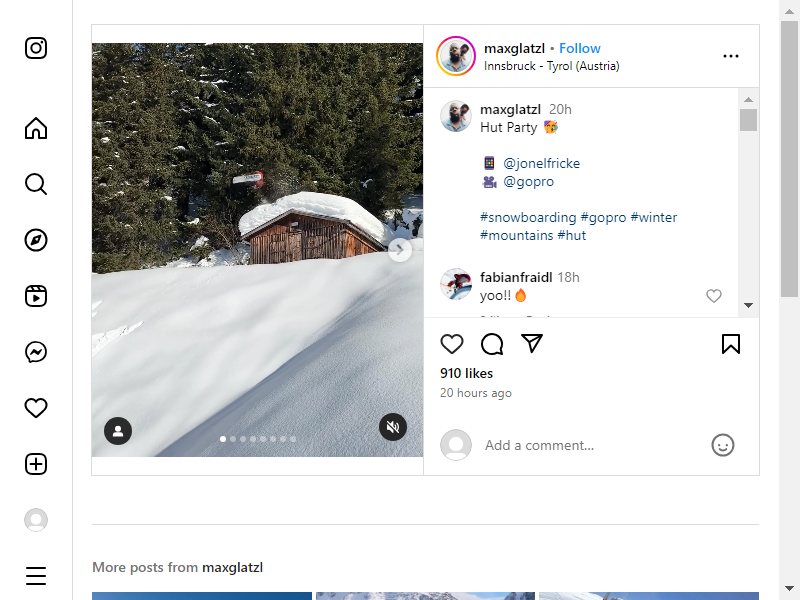 maxglatzl • Follow
Innsbruck - Tyrol (Austria)
maxglatzl 20h
Hut Party 🥳
📱 @jonelfricke
🎥 @gopro
#snowboarding #gopro #winter
#mountains #hut
fabianfraidl 18h
yoo!! 🔥
910 likes
20 hours ago
Add a comment...
More posts from maxglatzl